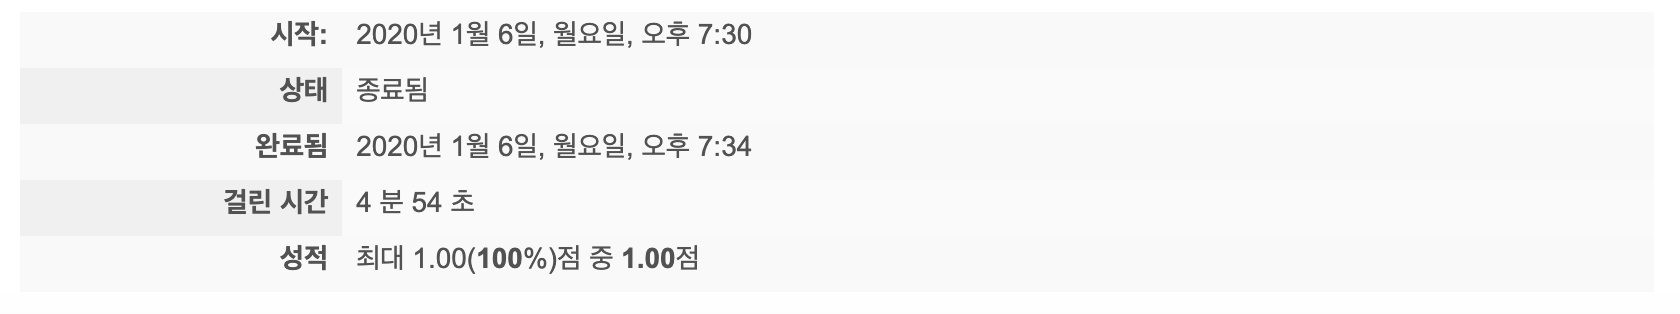 시작: 2020년 1월 6일, 월요일, 오후 7:30
상태 종료됨
완료됨 2020년 1월 6일, 월요일, 오후 7:34
걸린 시간 4 분 54 초
성적 최대 1.00(100%)점 중 1.00점